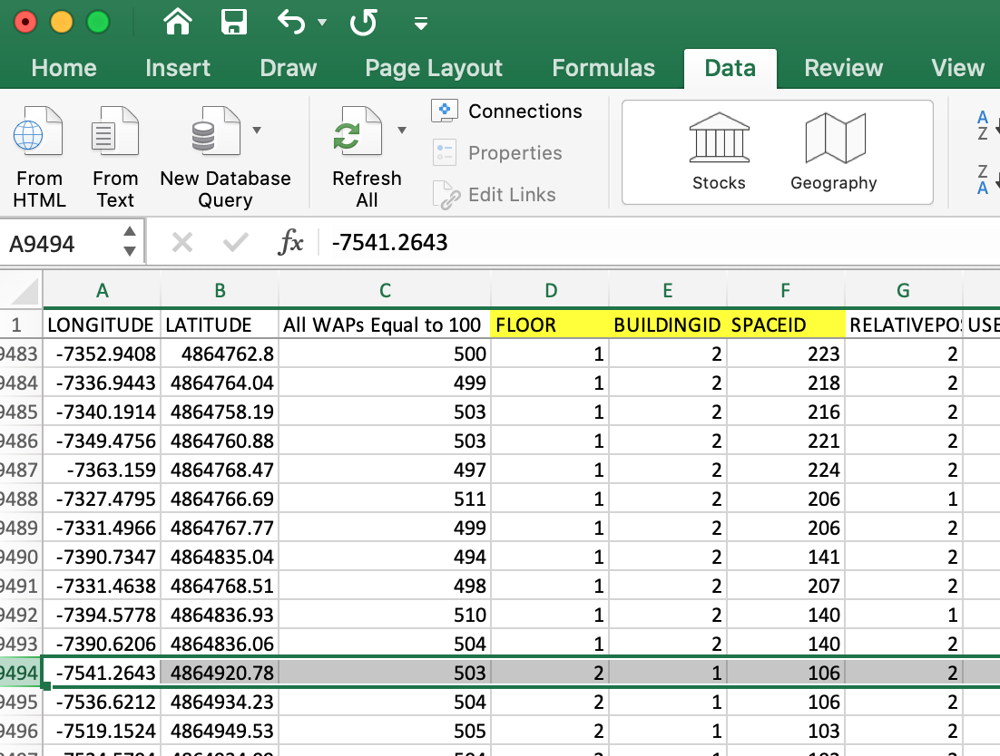 Home Insert Draw Page Layout Formulas Data Review View
Connections
Properties
Edit Links
From HTML
From Text
New Database Query
Refresh All
Stocks
Geography
A
Z
Z
A
A9494 fx -7541.2643
A B C D E F G
1 LONGITUDE LATITUDE All WAPs Equal to 100 FLOOR BUILDINGID SPACEID RELATIVEPOS USE
9483 -7352.9408 4864762.8 500 1 2 223 2
9484 -7336.9443 4864764.04 499 1 2 218 2
9485 -7340.1914 4864758.19 503 1 2 216 2
9486 -7349.4756 4864760.88 503 1 2 221 2
9487 -7363.159 4864768.47 497 1 2 224 2
9488 -7327.4795 4864766.69 511 1 2 206 1
9489 -7331.4966 4864767.77 499 1 2 206 2
9490 -7390.7347 4864835.04 494 1 2 141 2
9491 -7331.4638 4864768.51 498 1 2 207 2
9492 -7394.5778 4864836.93 510 1 2 140 1
9493 -7390.6206 4864836.06 504 1 2 140 2
9494 -7541.2643 4864920.78 503 2 1 106 2
9495 -7536.6212 4864934.23 504 2 1 106 2
9496 -7519.1524 4864949.53 505 2 1 103 2